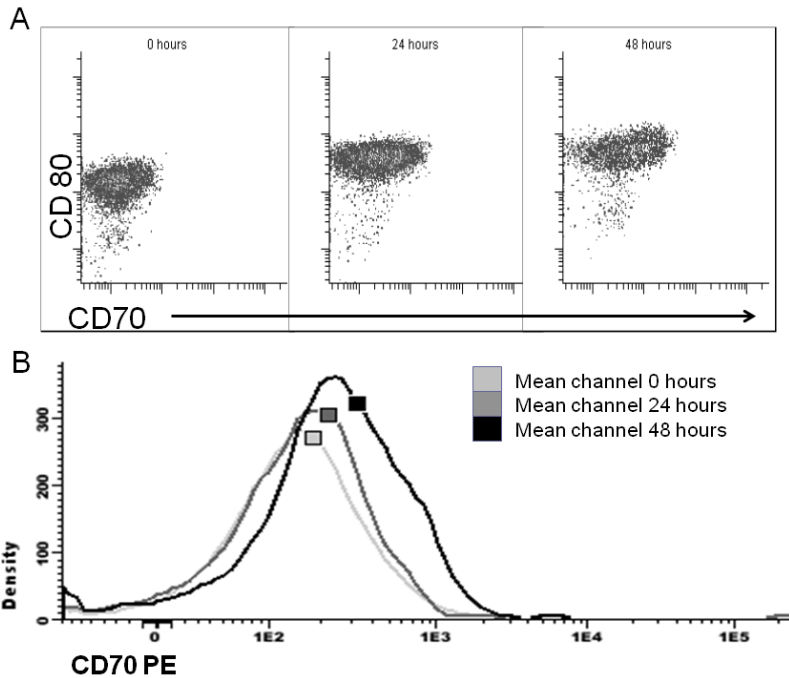 A
0 hours
24 hours
48 hours
CD 80
CD70
B
Mean channel 0 hours
Mean channel 24 hours
Mean channel 48 hours
Density
300
200
100
0
0
1E2
1E3
1E4
1E5
CD70 PE